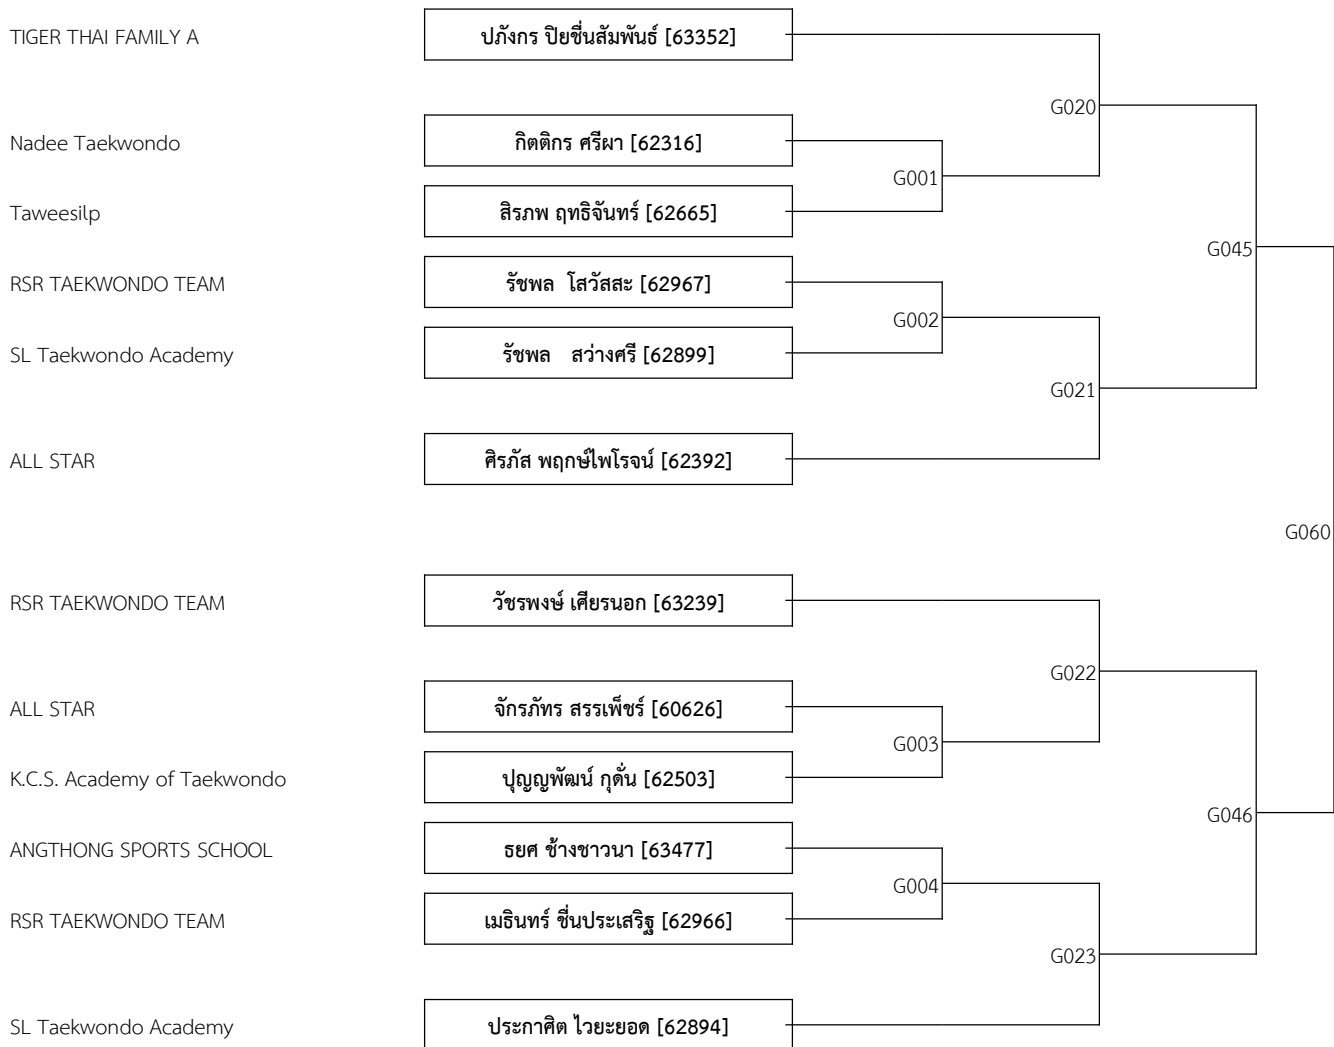 TIGER THAI FAMILY A ปภังกร ปิยชื่นสัมพันธ์ [63352]
G020
Nadee Taekwondo กิตติกร ศรีผา [62316]
G001
Taweesilp สิรภพ ฤทธิจันทร์ [62665]
G045
RSR TAEKWONDO TEAM รัชพล โสวัสสะ [62967]
G002
SL Taekwondo Academy รัชพล สว่างศรี [62899]
G021
ALL STAR ศิรภัส พฤกษ์ไพโรจน์ [62392]
G060
RSR TAEKWONDO TEAM วัชรพงษ์ เศียรนอก [63239]
G022
ALL STAR จักรภัทร สรรเพ็ชร์ [60626]
G003
K.C.S. Academy of Taekwondo ปุญญพัฒน์ กุดั่น [62503]
G046
ANGTHONG SPORTS SCHOOL ธยศ ช้างชาวนา [63477]
G004
RSR TAEKWONDO TEAM เมธินทร์ ชื่นประเสริฐ [62966]
G023
SL Taekwondo Academy ประกาศิต ไวยะยอด [62894]